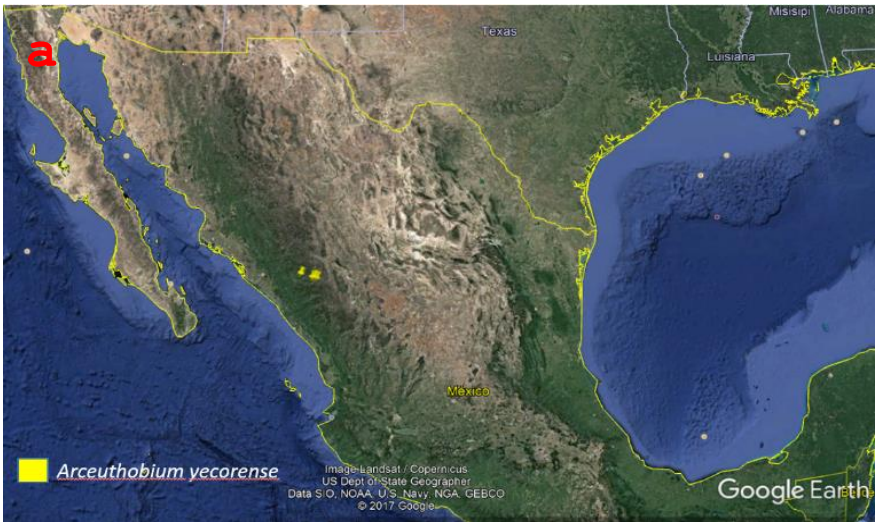 a
Texas
Misisipi
Alabama
Luisiana
México
Arceuthobium yecorense
Image Landsat / Copernicus
US Dept of State Geographer
Data SIO, NOAA, U.S. Navy, NGA, GEBCO
© 2017 Google
Google Earth